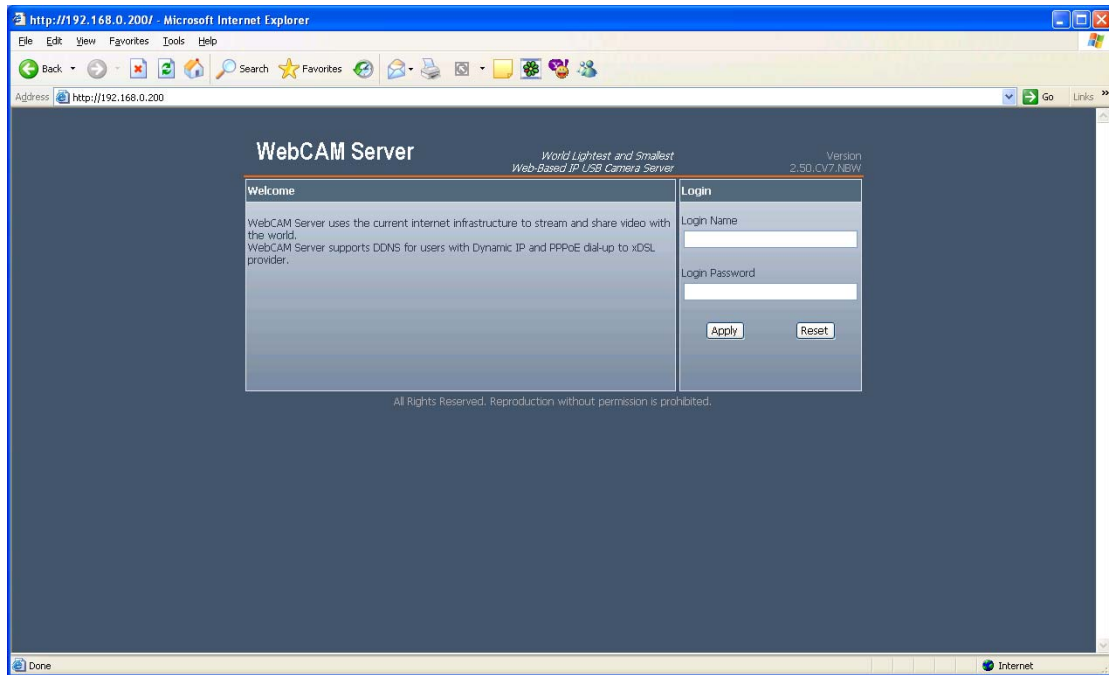 http://192.168.0.200/ - Microsoft Internet Explorer
File Edit View Favorites Tools Help
Back Search Favorites
Address http://192.168.0.200 Go Links »
WebCAM Server
World Lightest and Smallest
Web-Based IP USB Camera Server
Version
2.50.CV7.NBW
Welcome
WebCAM Server uses the current internet infrastructure to stream and share video with
the world.
WebCAM Server supports DDNS for users with Dynamic IP and PPPoE dial-up to xDSL
provider.
Login
Login Name
Login Password
Apply Reset
All Rights Reserved. Reproduction without permission is prohibited.
Done Internet